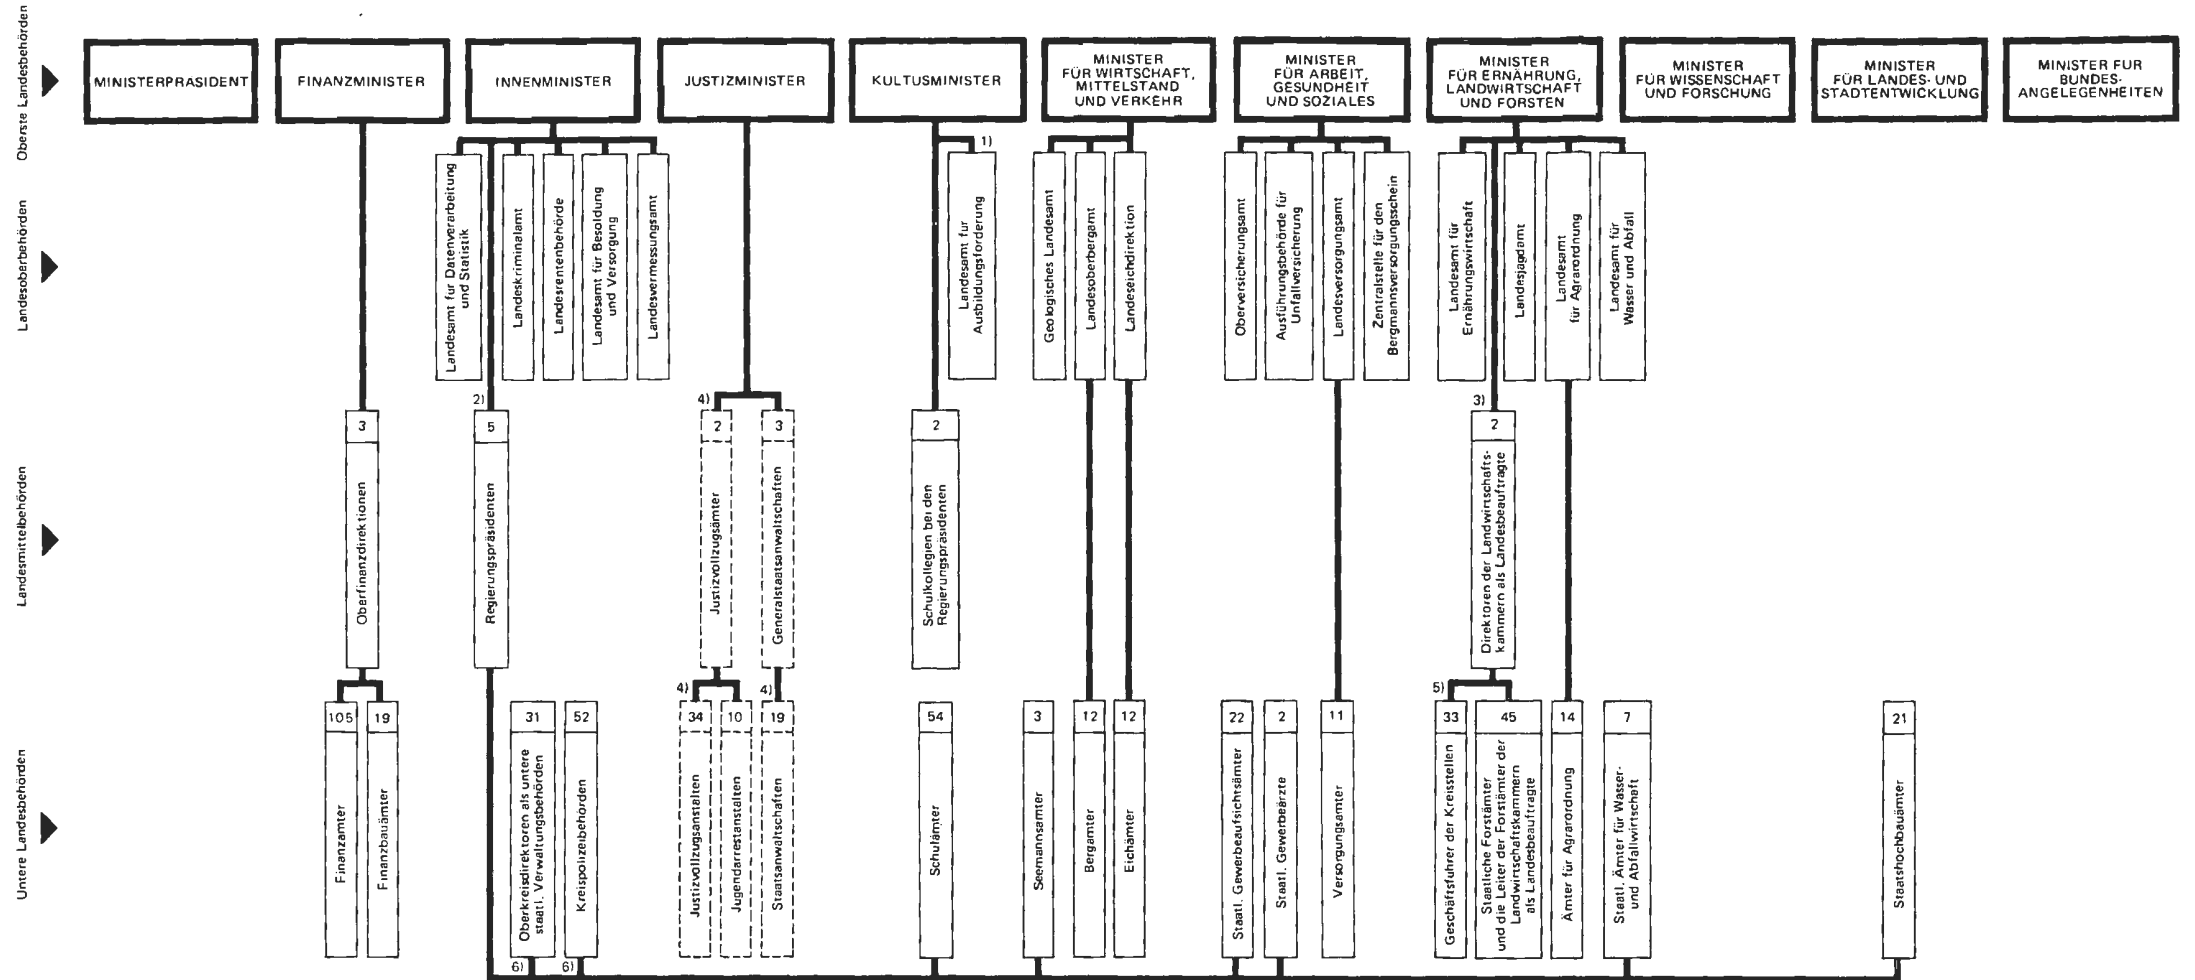 Oberste Landesbehörden
MINISTERPRÄSIDENT
FINANZMINISTER
INNENMINISTER
JUSTIZMINISTER
KULTUSMINISTER
MINISTER
FÜR WIRTSCHAFT,
MITTELSTAND
UND VERKEHR
MINISTER
FÜR ARBEIT,
GESUNDHEIT
UND SOZIALES
MINISTER
FÜR ERNÄHRUNG,
LANDWIRTSCHAFT
UND FORSTEN
MINISTER
FÜR WISSENSCHAFT
UND FORSCHUNG
MINISTER
FÜR LANDES- UND
STADTENTWICKLUNG
MINISTER FUR
BUNDES-
ANGELEGENHEITEN
Landesoberbehörden
Landesamt für Datenverarbeitung
und Statistik
Landeskriminalamt
Landesrentenbehörde
Landesamt für Besoldung
und Versorgung
Landesvermessungsamt
1)
Landesamt fur
Ausbildungsforderung
Geologisches Landesamt
Landesoberbergamt
Landeseichdirektion
Oberversicherungsamt
Ausführungsbehörde für
Unfallversicherung
Landesversorgungsamt
Zentralstelle für den
Bergmannsversorgungsschein
Landesamt für
Ernährungswirtschaft
Landesjagdamt
Landesamt
für Agrarordnung
Landesamt für
Wasser und Abfall
Landesmittelbehörden
3
Oberfinanzdirektionen
2)
5
Regierungspräsidenten
4)
2
Justizvollzugsämter
3
Generalstaatsanwaltschaften
2
Schulkollegien bei den
Regierungspräsidenten
3)
2
Direktoren der Landwirtschafts-
kammern als Landesbeauftragte
Untere Landesbehörden
105
Finanzamter
19
Finanzbauämter
31
Oberkreisdirektoren als untere
staatl. Verwaltungsbehörden
6)
52
Kreispolizeibehörden
6)
4)
34
Justizvollzugsanstalten
10
Jugendarrestanstalten
4)
19
Staatsanwaltschaften
54
Schulämter
3
Seemannsämter
12
Bergämter
12
Eichämter
22
Staatl. Gewerbeaufsichtsämter
2
Staatl. Gewerbeärzte
11
Versorgungsamter
5)
33
Geschäftsfuhrer der Kreisstellen
45
Staatliche Forstämter
und die Leiter der Forstämter der
Landwirtschaftskammern
als Landesbeauftragte
14
Ämter für Agrarordnung
7
Staatl. Ämter für Wasser-
und Abfallwirtschaft
21
Staatshochbauämter